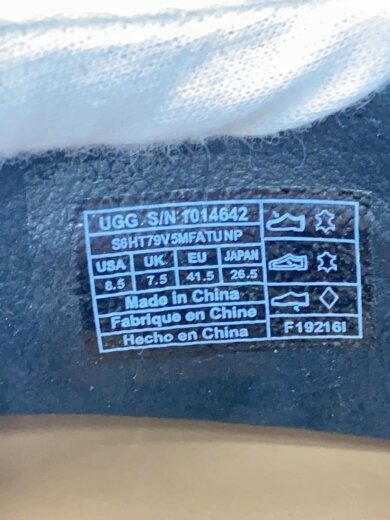 UGG. S/N 1014642
S6HT79V5MFATUNP
USA UK EU JAPAN
8.5 7.5 41.5 26.5
Made in China
Fabrique en Chine
Hecho en China
F19216I